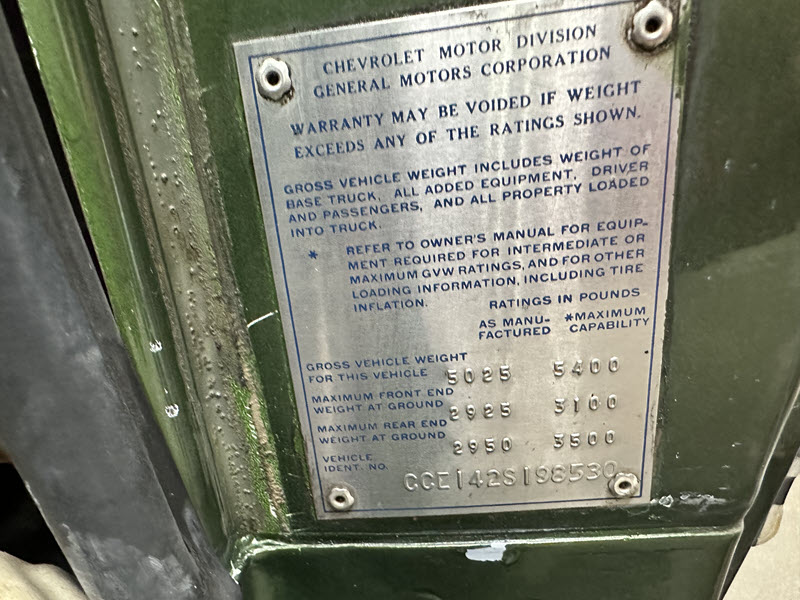 CHEVROLET MOTOR DIVISION
GENERAL MOTORS CORPORATION
WARRANTY MAY BE VOIDED IF WEIGHT
EXCEEDS ANY OF THE RATINGS SHOWN.
GROSS VEHICLE WEIGHT INCLUDES WEIGHT OF
BASE TRUCK, ALL ADDED EQUIPMENT, DRIVER
AND PASSENGERS, AND ALL PROPERTY LOADED
INTO TRUCK.
* REFER TO OWNER'S MANUAL FOR EQUIP-
MENT REQUIRED FOR INTERMEDIATE OR
MAXIMUM GVW RATINGS, AND FOR OTHER
LOADING INFORMATION, INCLUDING TIRE
INFLATION.
RATINGS IN POUNDS
AS MANU- *MAXIMUM
FACTURED CAPABILITY
GROSS VEHICLE WEIGHT
FOR THIS VEHICLE 5025 5400
MAXIMUM FRONT END
WEIGHT AT GROUND 2925 3100
MAXIMUM REAR END
WEIGHT AT GROUND 2950 3500
VEHICLE
IDENT. NO. CCE142S198530